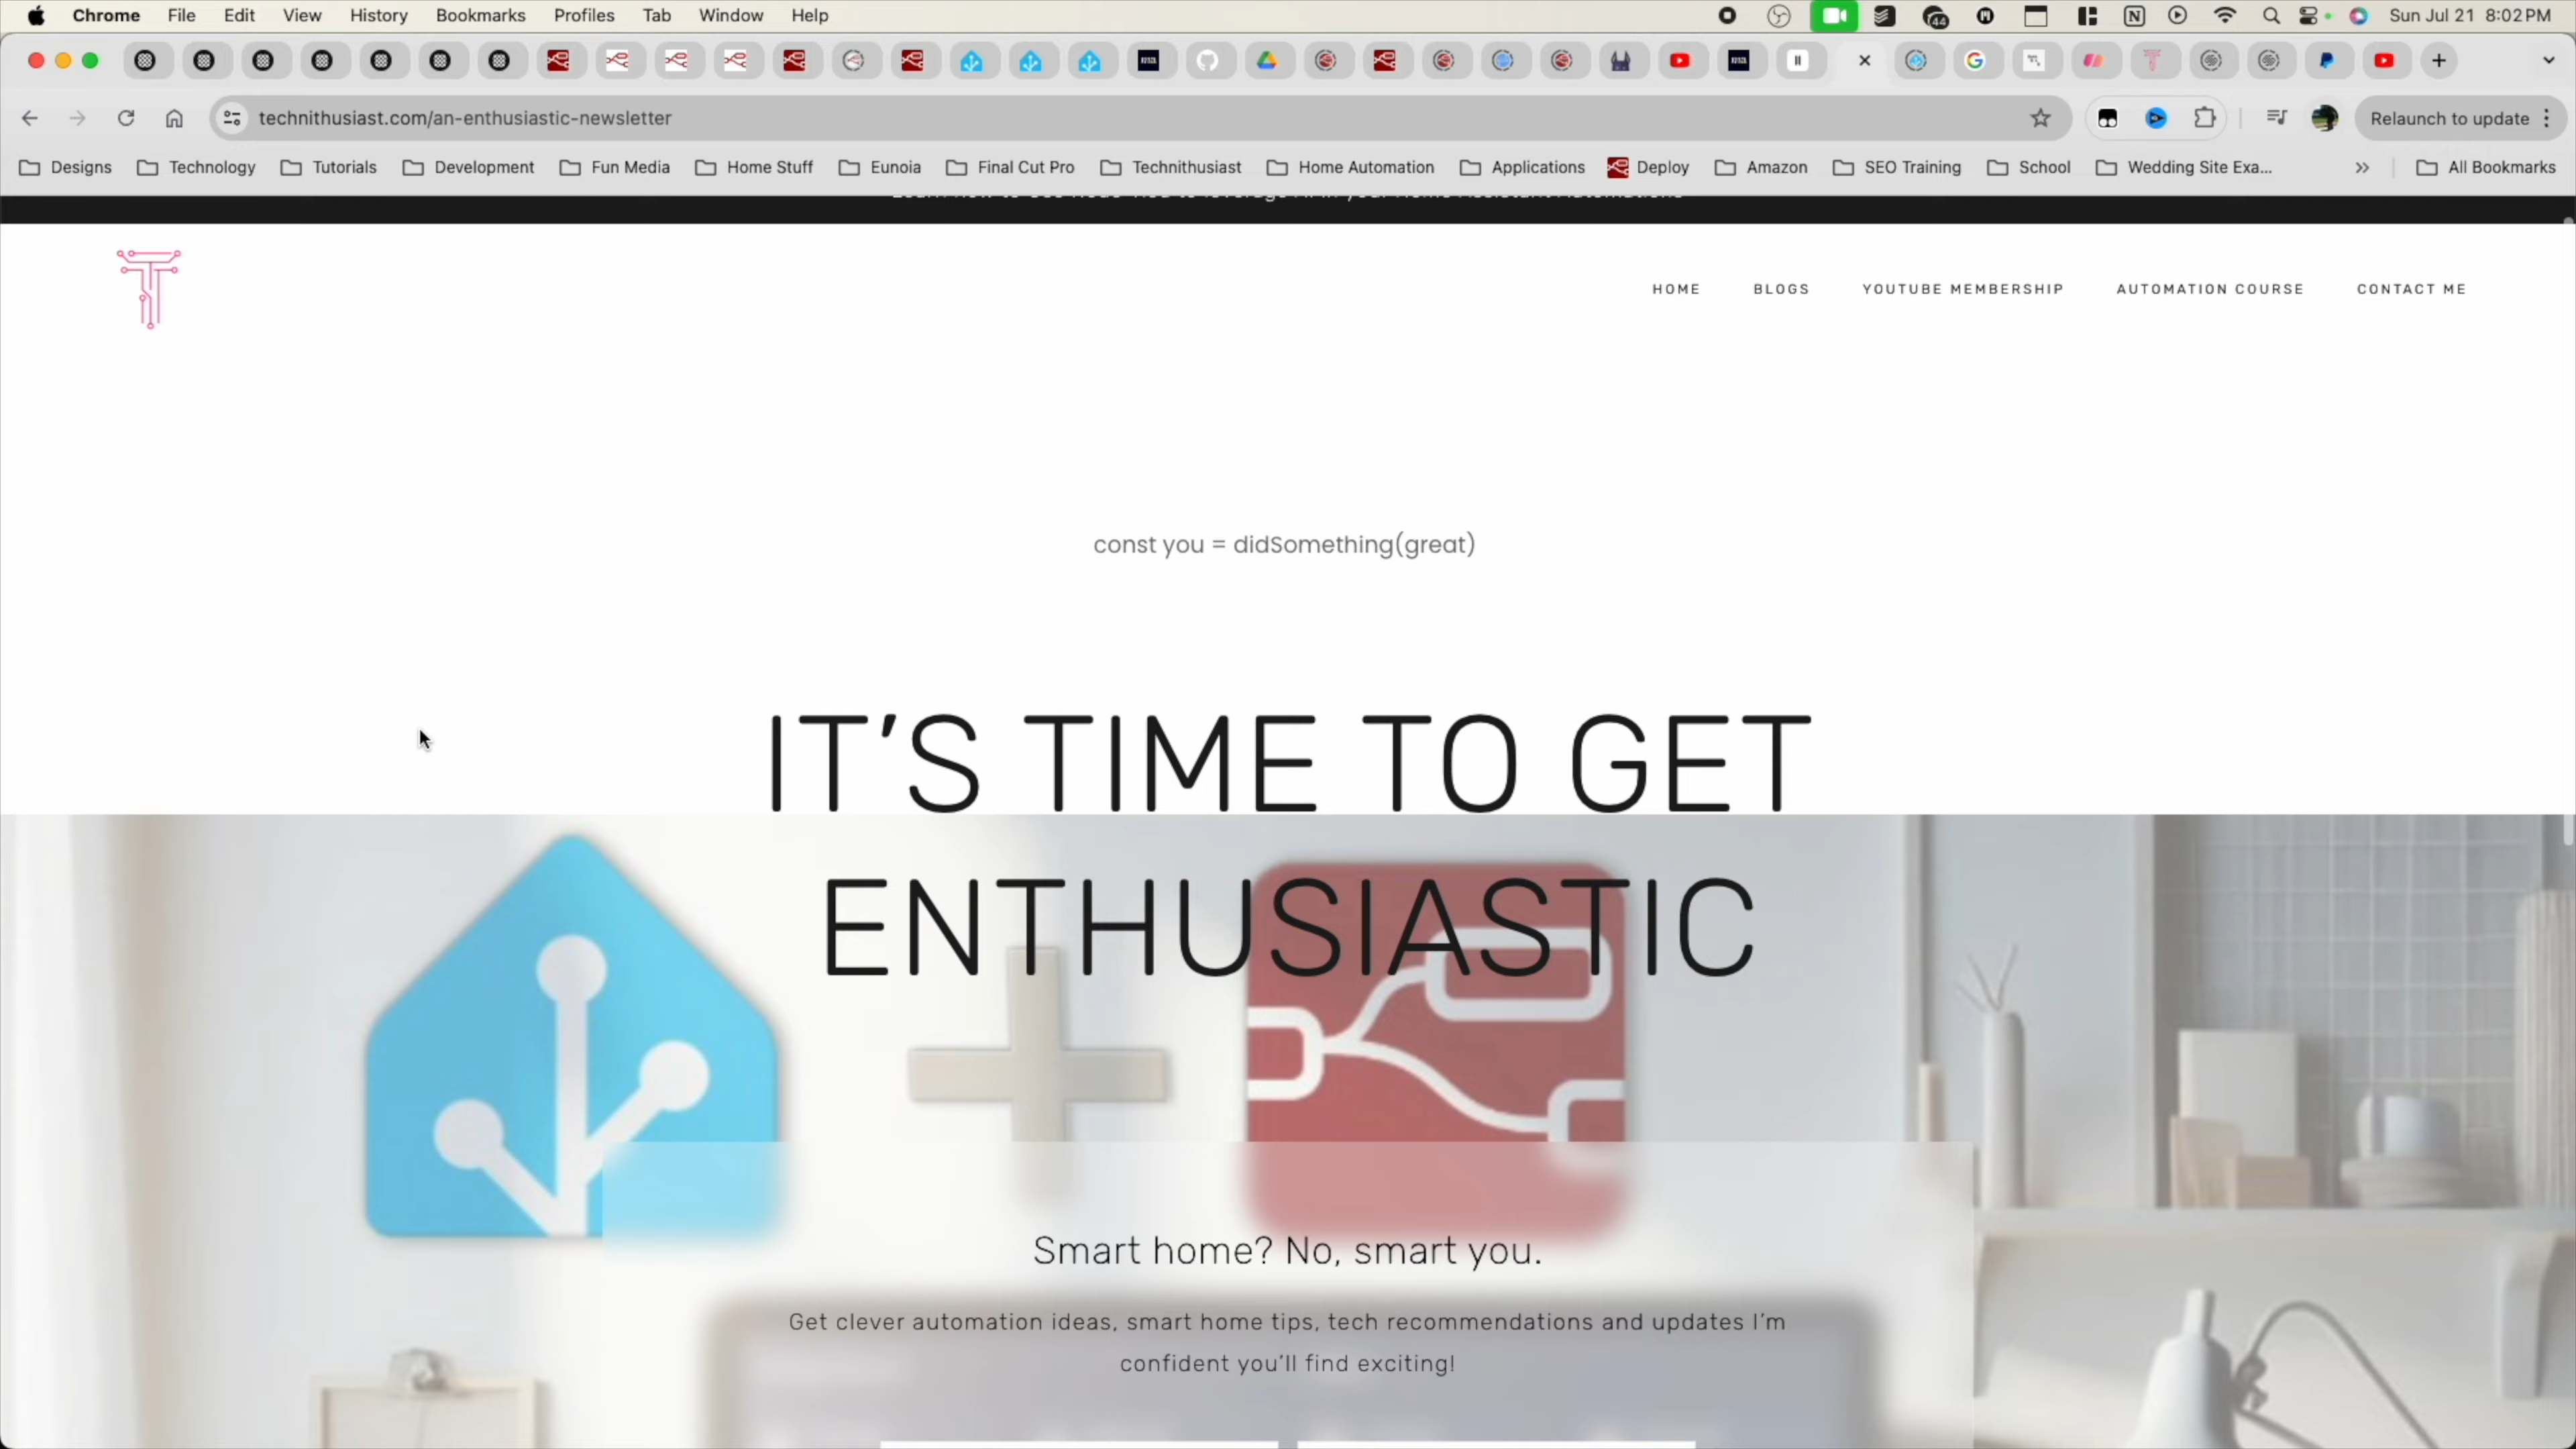 Chrome File Edit View History Bookmarks Profiles Tab Window Help 44 Sun Jul 21 8:02 PM
technithusiast.com/an-enthusiastic-newsletter Relaunch to update
Designs Technology Tutorials Development Fun Media Home Stuff Eunoia Final Cut Pro Technithusiast Home Automation Applications Deploy Amazon SEO Training School Wedding Site Exa... All Bookmarks
HOME BLOGS YOUTUBE MEMBERSHIP AUTOMATION COURSE CONTACT ME
const you = didSomething(great)
IT'S TIME TO GET
ENTHUSIASTIC
Smart home? No, smart you.
Get clever automation ideas, smart home tips, tech recommendations and updates I'm
confident you'll find exciting!